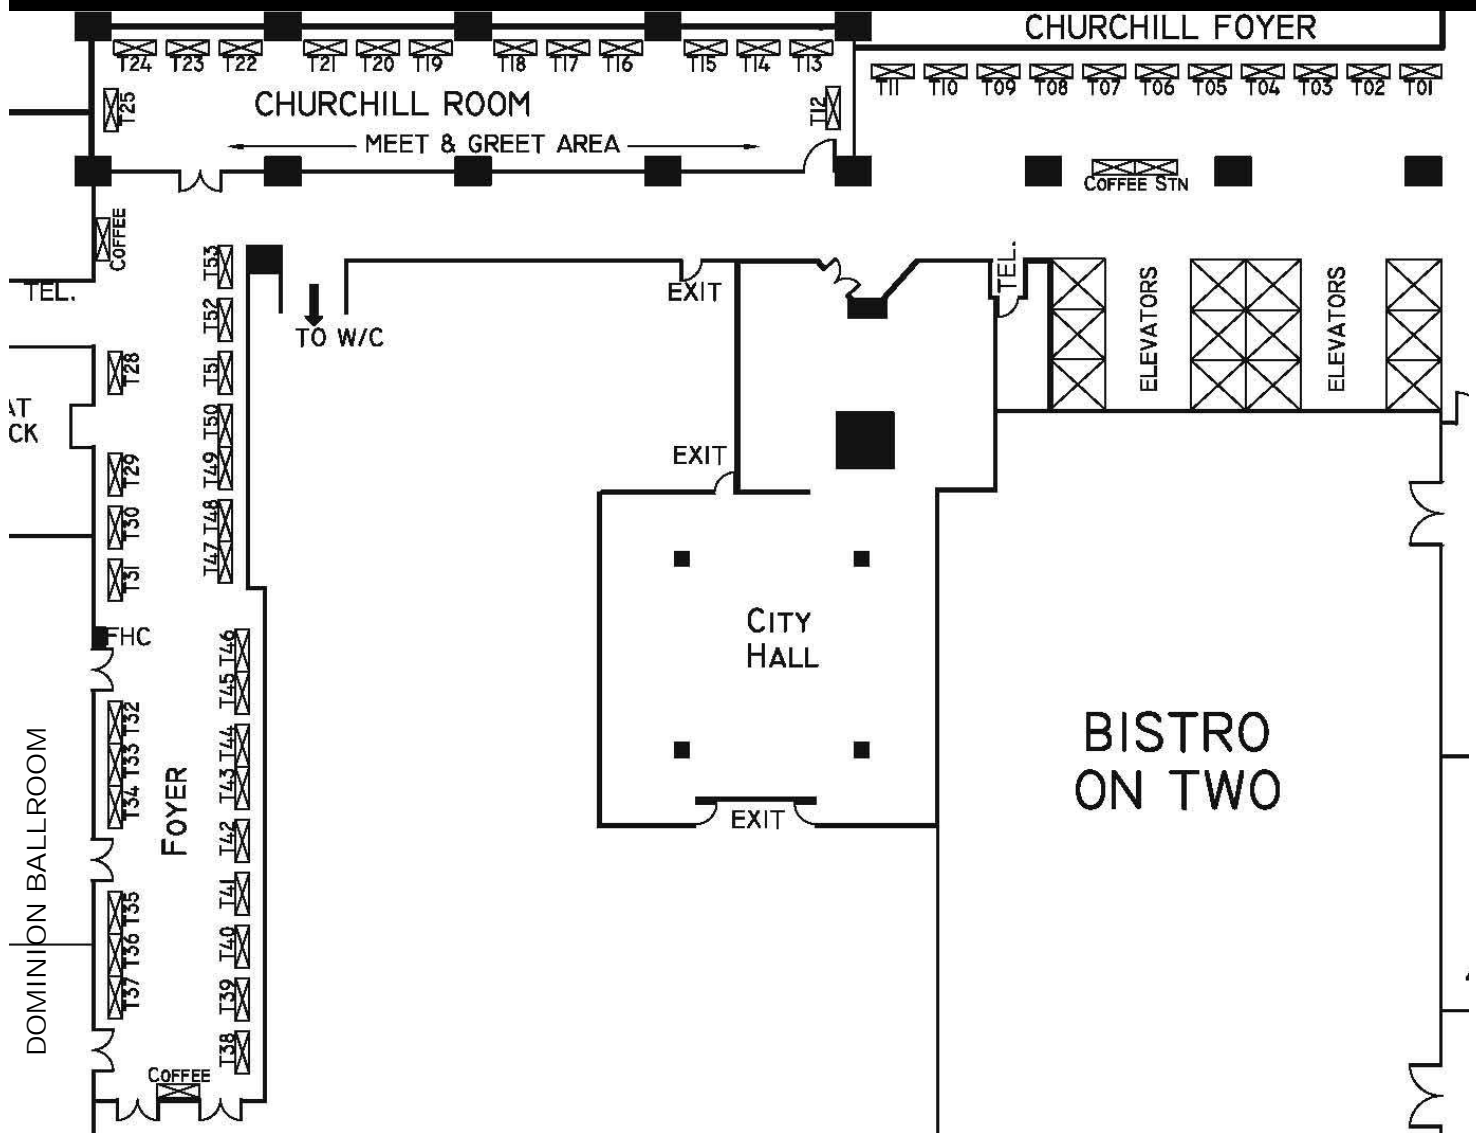 CHURCHILL FOYER
T24 T23 T22 T21 T20 T19 T18 T17 T16 T15 T14 T13
T11 T10 T09 T08 T07 T06 T05 T04 T03 T02 T01
T25
CHURCHILL ROOM
T12
MEET & GREET AREA
COFFEE STN
COFFEE
T53
TEL.
EXIT
TEL.
ELEVATORS
ELEVATORS
T52
TO W/C
T28
T51
CK
T50
EXIT
T29
T49
T30
T48
T31
T47
FHC
CITY
HALL
T46
T45
T32
T44
T33
T43
T34
BISTRO
ON TWO
EXIT
FOYER
DOMINION BALLROOM
T42
T35
T41
T36
T40
T37
T39
T38
COFFEE